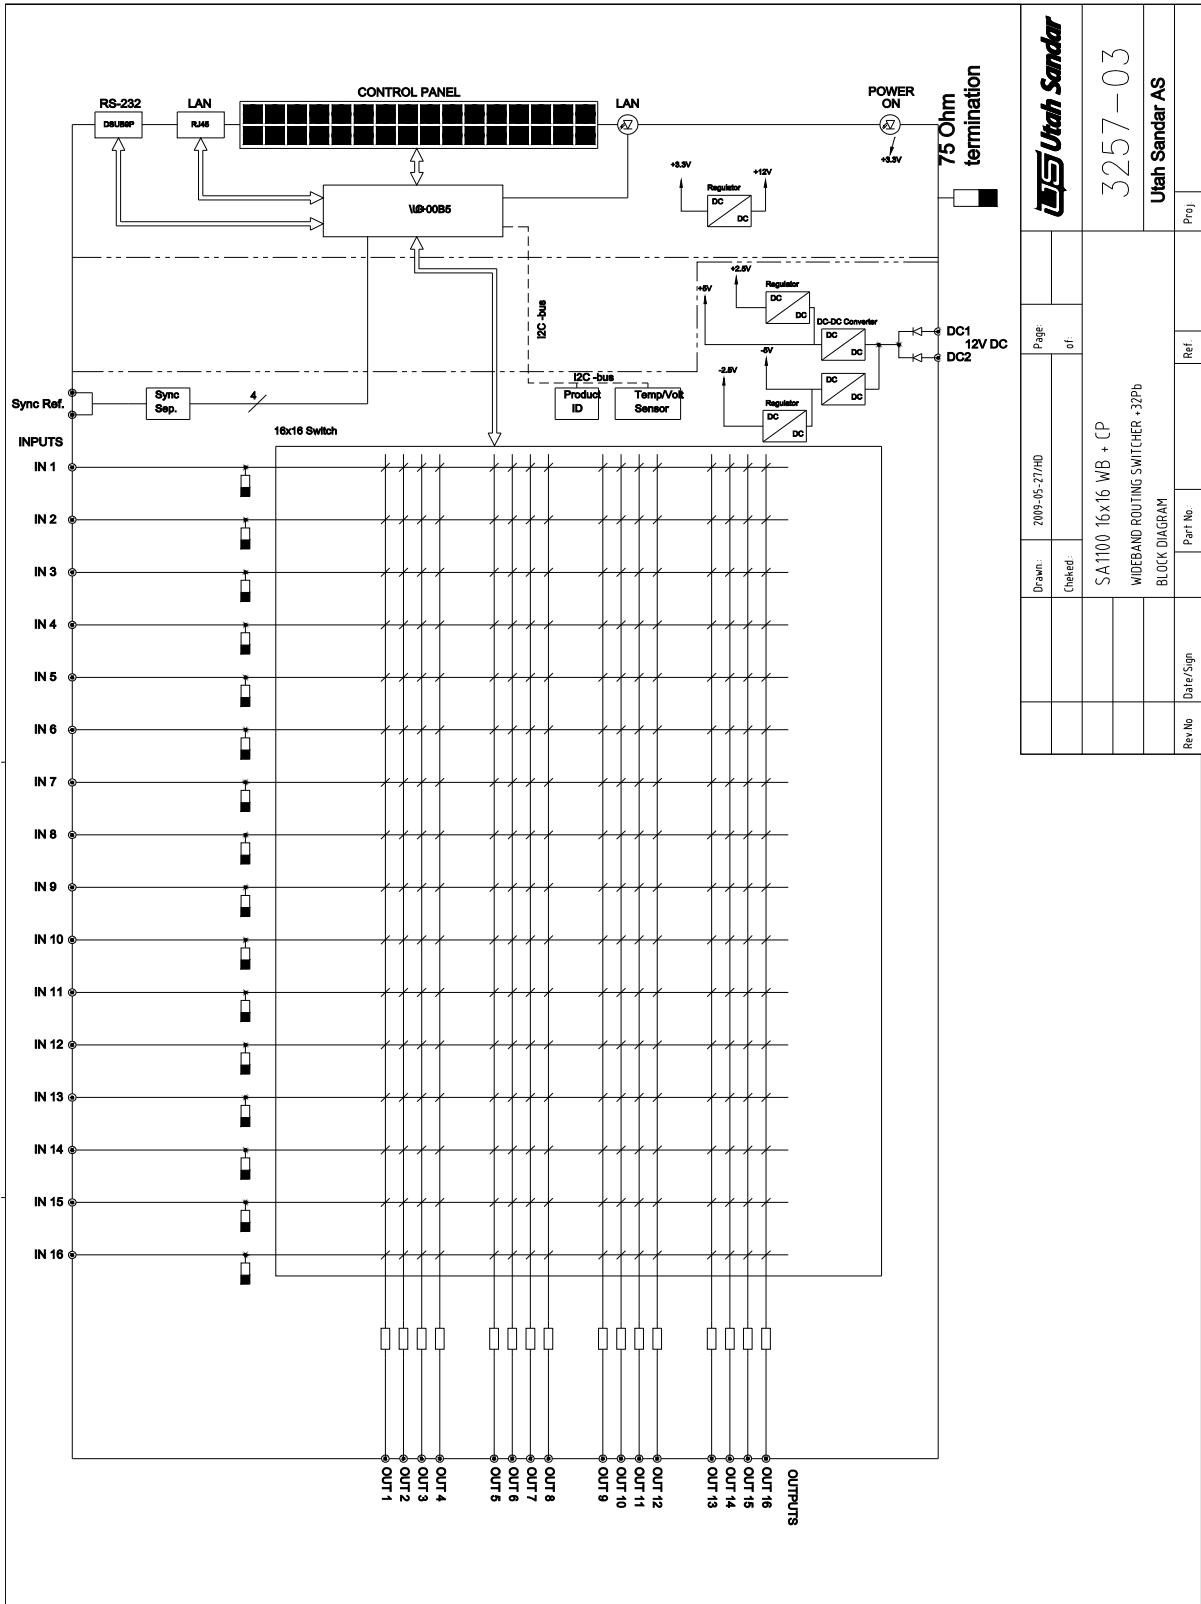 CONTROL PANEL
RS-232
LAN
LAN
POWER
ON
DSUB9P
RJ45
75 Ohm
termination
+3.3V
+3.3V
+12V
Regulator
DC
DC
I2C -bus
+2.5V
Regulator
+5V
DC
DC
DC-DC Converter
DC
DC
DC1
12V DC
DC2
-5V
-2.5V
DC
DC
Regulator
DC
DC
I2C -bus
Product
ID
Temp/Volt
Sensor
Sync Ref.
Sync
Sep.
4
16x16 Switch
INPUTS
IN 1
IN 2
IN 3
IN 4
IN 5
IN 6
IN 7
IN 8
IN 9
IN 10
IN 11
IN 12
IN 13
IN 14
IN 15
IN 16
OUT 1
OUT 2
OUT 3
OUT 4
OUT 5
OUT 6
OUT 7
OUT 8
OUT 9
OUT 10
OUT 11
OUT 12
OUT 13
OUT 14
OUT 15
OUT 16
OUTPUTS
Drawn.:
2009-05-27/HD
Page:
Cheked.:
of:
US Utah Sandar
SA1100 16x16 WB + CP
3257-03
WIDEBAND ROUTING SWITCHER +32Pb
BLOCK DIAGRAM
Utah Sandar AS
Rev.No
Date/Sign
Part No.
Ref.
Proj